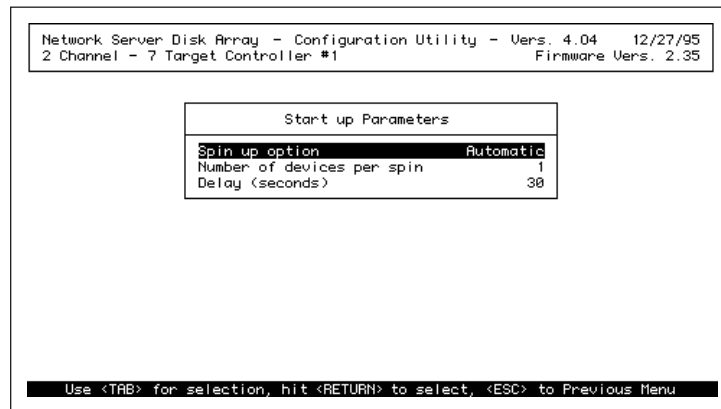 Network Server Disk Array - Configuration Utility - Vers. 4.04 12/27/95
2 Channel - 7 Target Controller #1 Firmware Vers. 2.35
Start up Parameters
Spin up option Automatic
Number of devices per spin 1
Delay (seconds) 30
Use <TAB> for selection, hit <RETURN> to select, <ESC> to Previous Menu